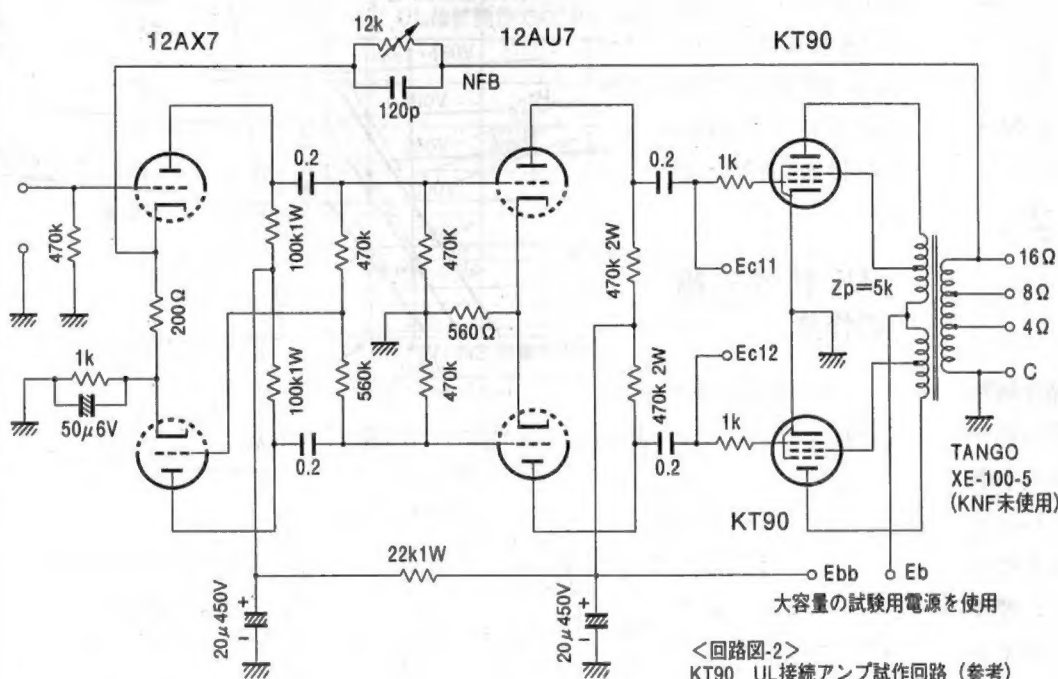 12k
12AX7
12AU7
KT90
NFB
120p
0.2
0.2
1k
470k
100k1W
470k
470K
470k 2W
Ec11
16Ω
8Ω
Zp=5k
200Ω
560Ω
4Ω
1k
C
50μ6V
100k1W
560k
470k
470k 2W
Ec12
1k
0.2
0.2
TANGO
XE-100-5
(KNF未使用)
KT90
22k1W
Ebb
Eb
大容量の試験用電源を使用
+
20μ450V
−
+
20μ450V
−
<回路図-2>
KT90 UL接続アンプ試作回路（参考）